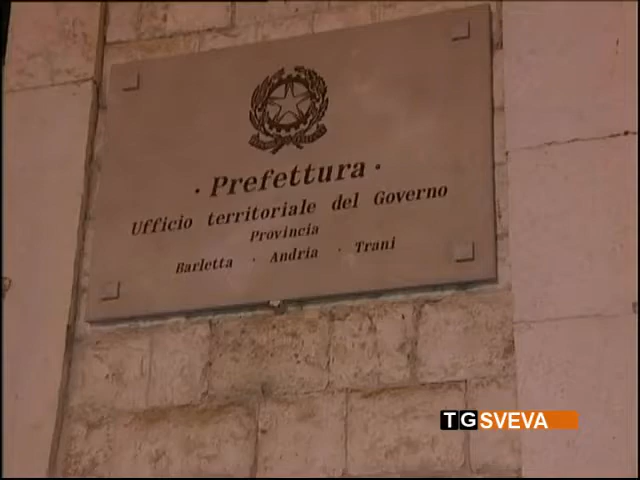 · Prefettura ·
Ufficio territoriale del Governo
Provincia
Barletta · Andria · Trani
TGSVEVA